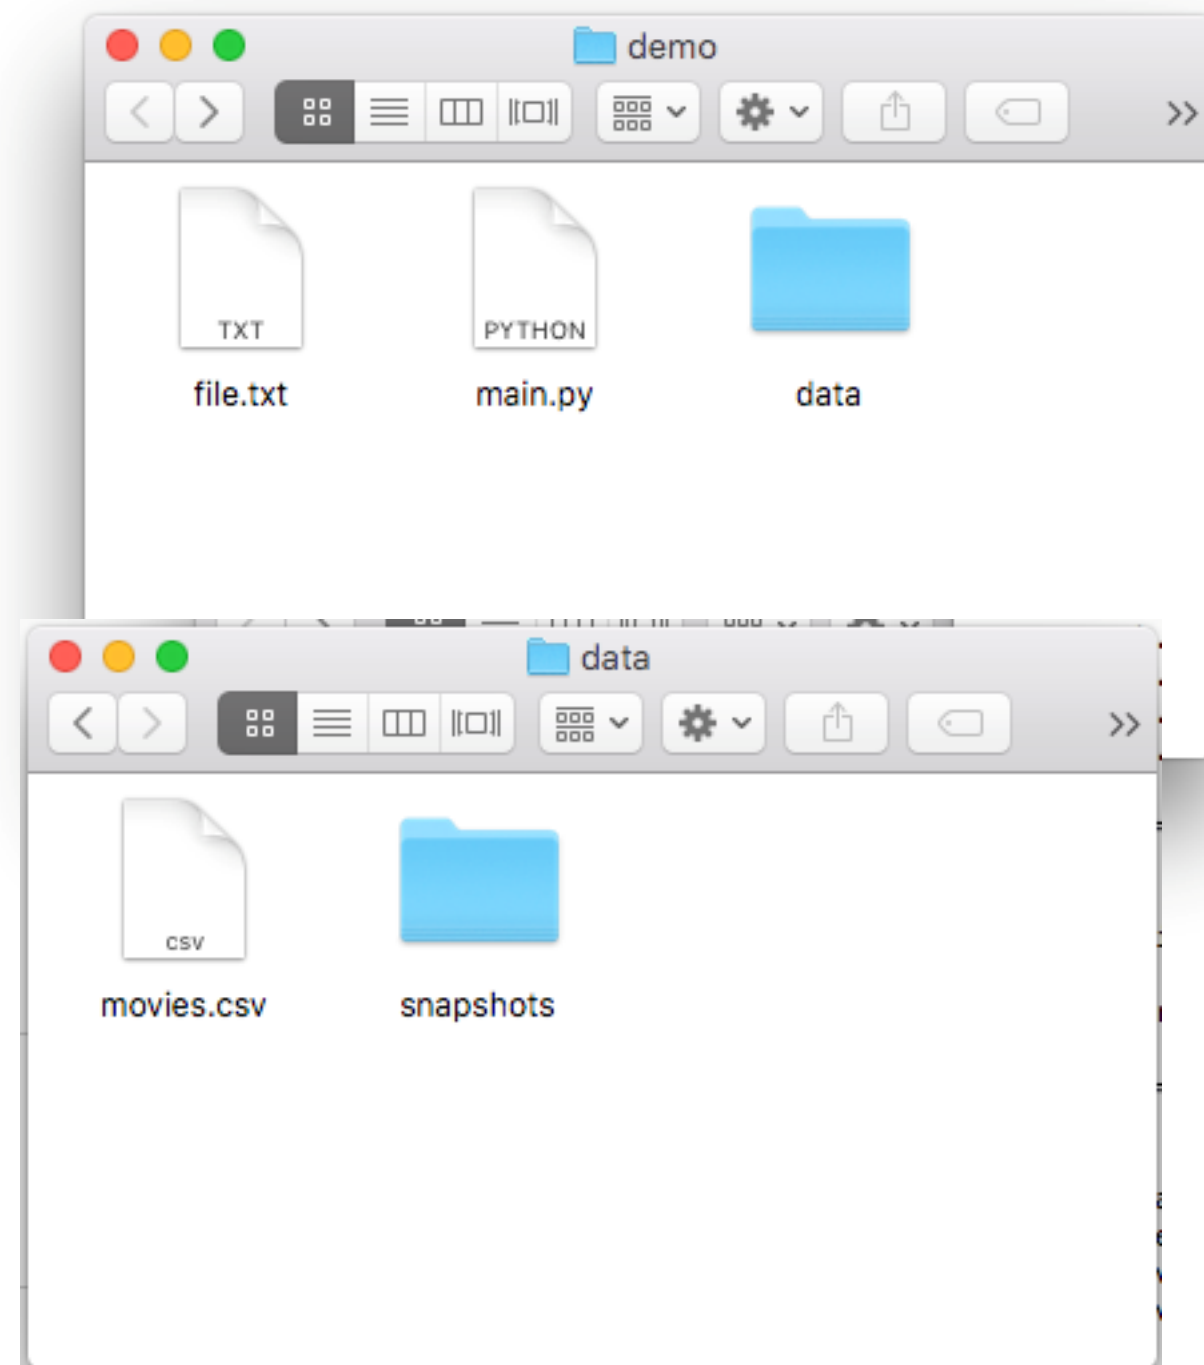 demo
TXT
PYTHON
file.txt
main.py
data
data
CSV
movies.csv
snapshots